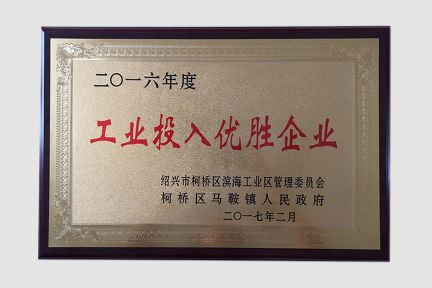 二〇一六年度
工业投入优胜企业
绍兴市柯桥区滨海工业区管理委员会
柯桥区马鞍镇人民政府
二〇一七年二月